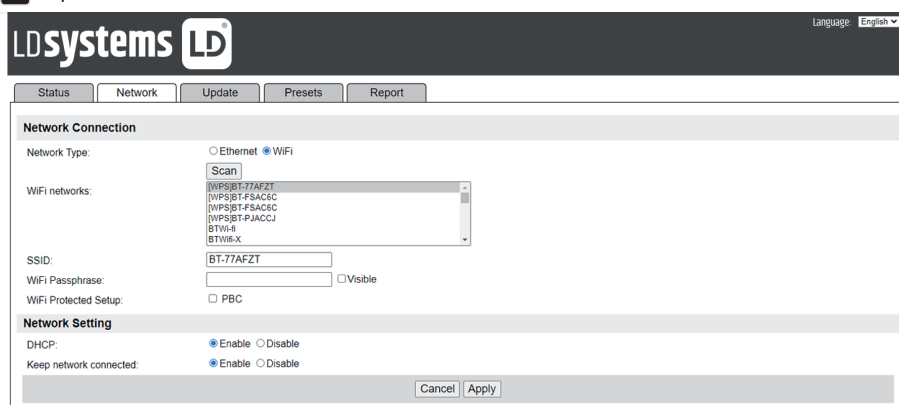 Language: English
LDsystems LD
Status Network Update Presets Report
Network Connection
Network Type: Ethernet WiFi
Scan
WiFi networks:
[WPS]BT-77AFZT
[WPS]BT-FSAC6C
[WPS]BT-FSAC6C
[WPS]BT-PJACCJ
BTWi-fi
BTWifi-X
SSID: BT-77AFZT
WiFi Passphrase: Visible
WiFi Protected Setup: PBC
Network Setting
DHCP: Enable Disable
Keep network connected: Enable Disable
Cancel Apply